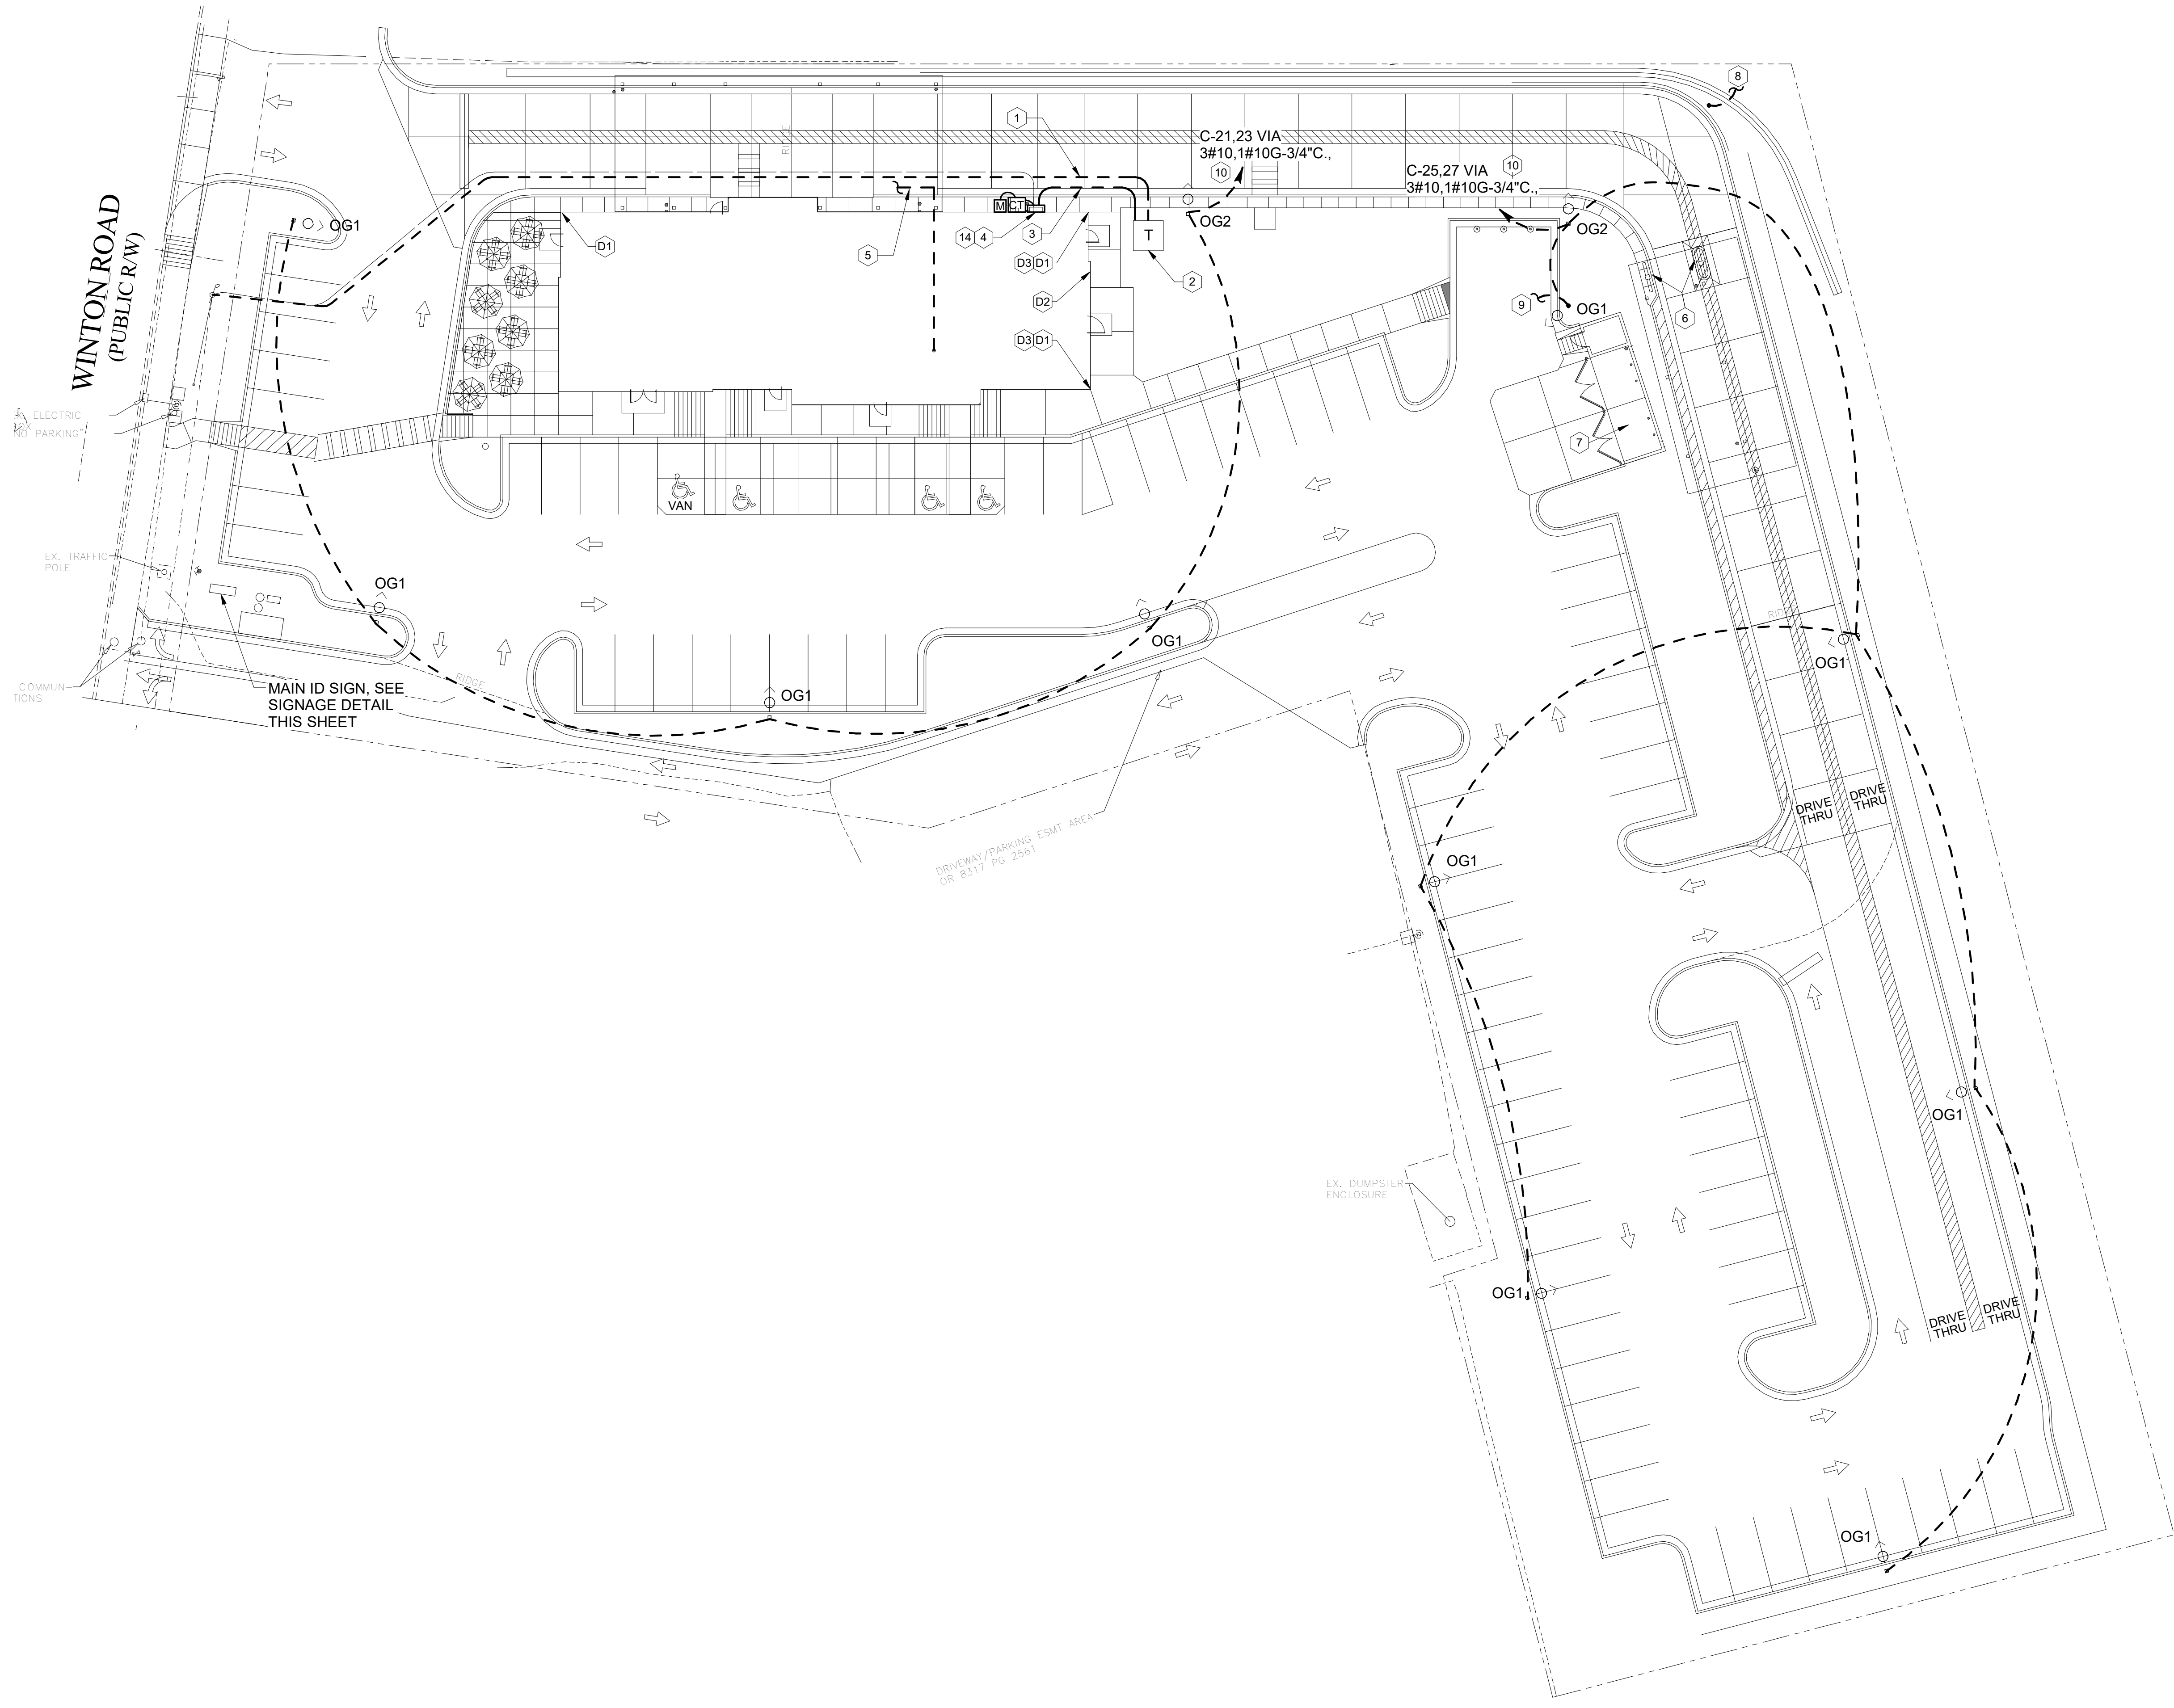 8
1
C-21,23 VIA
3#10,1#10G-3/4"C.,
10
C-25,27 VIA
3#10,1#10G-3/4"C.,
10
RIDGE
WINTON ROAD
(PUBLIC R/W)
OG1
M CT
D1
5
14 4
3
D3 D1
T
OG2
OG2
2
D2
9
OG1
6
D3 D1
ELECTRIC
NO PARKING"
7
VAN
EX. TRAFFIC
POLE
OG1
OG1
RIDGE
OG1
RIDGE
OG1
COMMUN
TIONS
MAIN ID SIGN, SEE
SIGNAGE DETAIL
THIS SHEET
DRIVE
THRU
DRIVE
THRU
DRIVEWAY/PARKING ESMT AREA
OR 8317 PG 2561
OG1
OG1
EX. DUMPSTER
ENCLOSURE
OG1
DRIVE
THRU
DRIVE
THRU
OG1